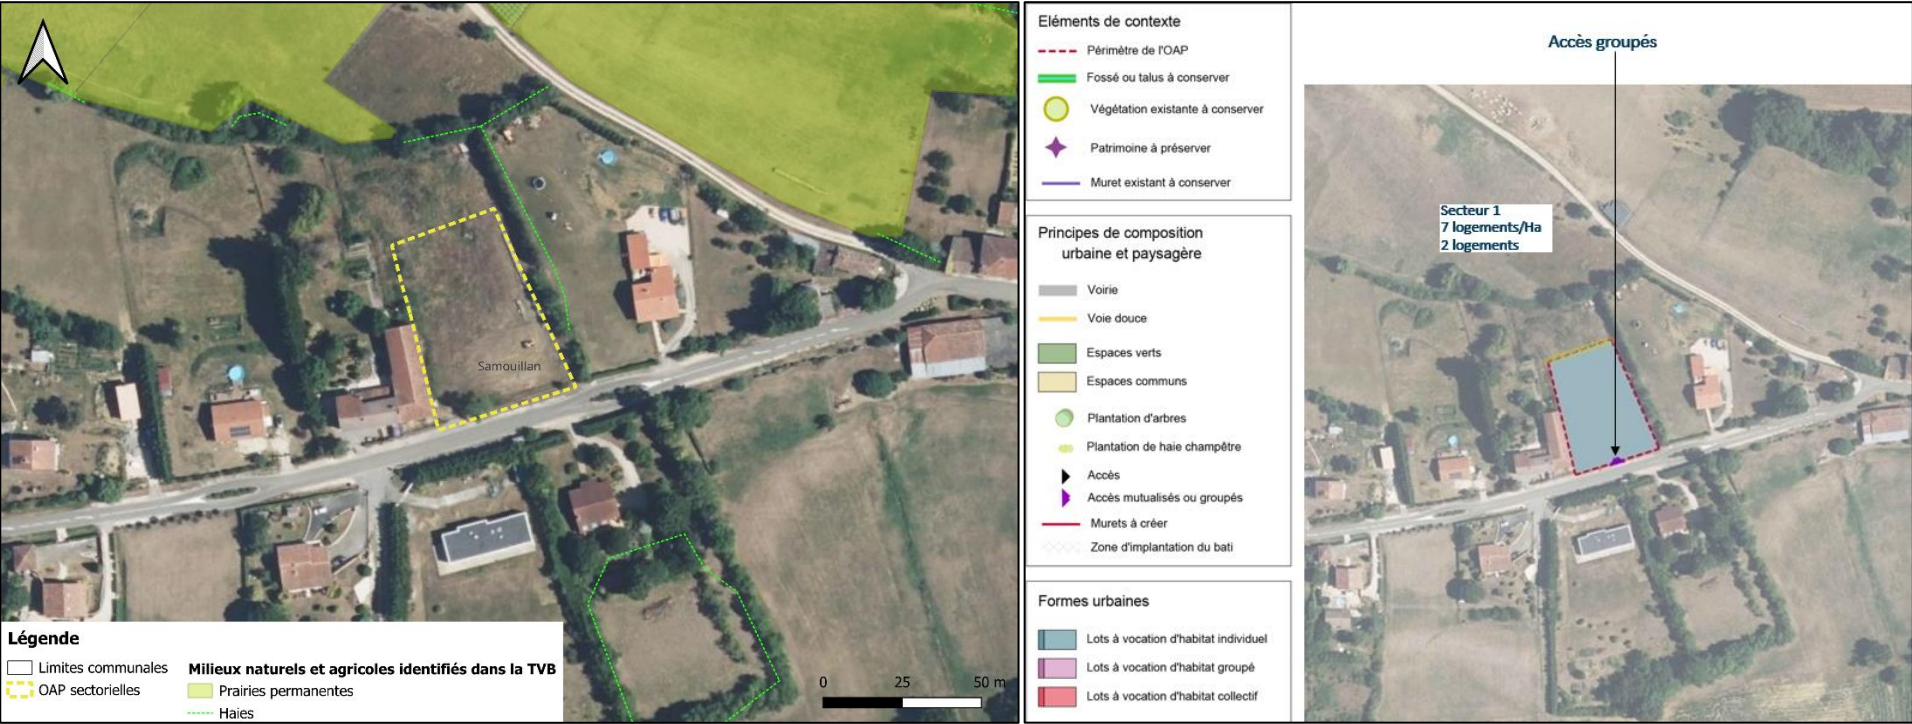 Samouillan
Légende
Limites communales
OAP sectorielles
Milieux naturels et agricoles identifiés dans la TVB
Prairies permanentes
Haies
0 25 50 m
Eléments de contexte
Périmètre de l'OAP
Fossé ou talus à conserver
Végétation existante à conserver
Patrimoine à préserver
Muret existant à conserver
Principes de composition
urbaine et paysagère
Voirie
Voie douce
Espaces verts
Espaces communs
Plantation d'arbres
Plantation de haie champêtre
Accès
Accès mutualisés ou groupés
Murets à créer
Zone d'implantation du bati
Formes urbaines
Lots à vocation d'habitat individuel
Lots à vocation d'habitat groupé
Lots à vocation d'habitat collectif
Accès groupés
Secteur 1
7 logements/Ha
2 logements